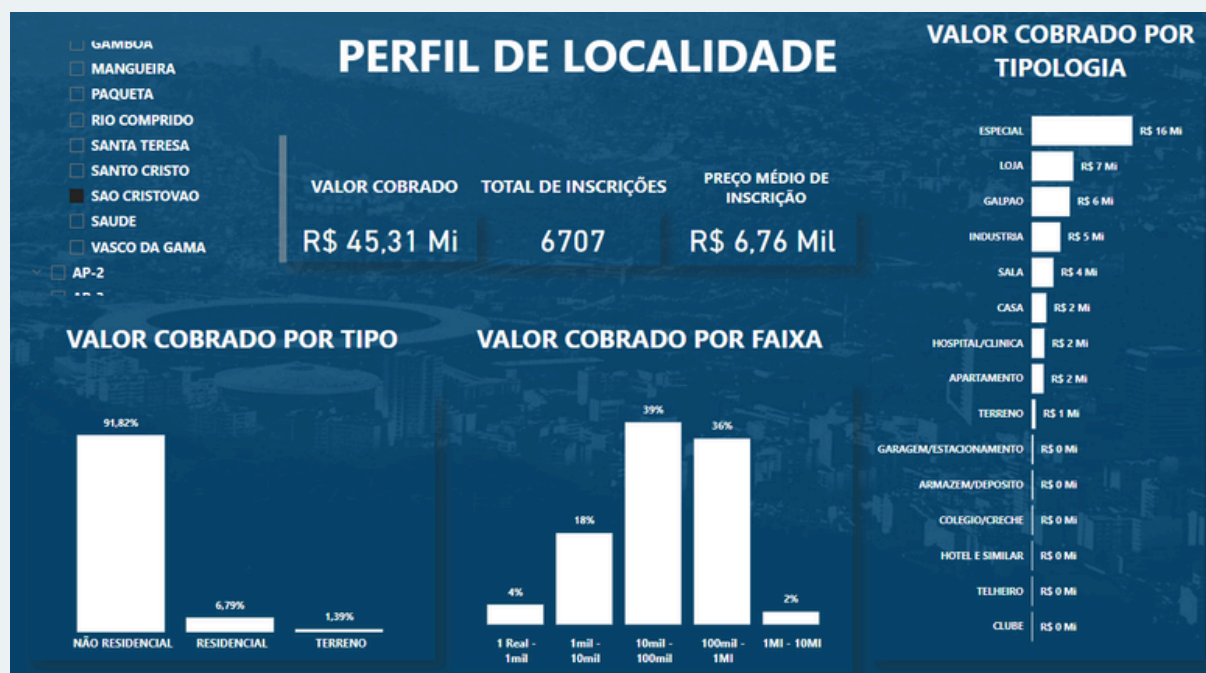 GAMBOA
MANGUEIRA
PAQUETA
RIO COMPRIDO
SANTA TERESA
SANTO CRISTO
SAO CRISTOVAO
SAUDE
VASCO DA GAMA
AP-2
PERFIL DE LOCALIDADE
VALOR COBRADO
R$ 45,31 Mi
TOTAL DE INSCRIÇÕES
6707
PREÇO MÉDIO DE
INSCRIÇÃO
R$ 6,76 Mil
VALOR COBRADO POR TIPO
91,82%
6,79%
1,39%
NÃO RESIDENCIAL
RESIDENCIAL
TERRENO
VALOR COBRADO POR FAIXA
4%
18%
39%
36%
2%
1 Real -
1mil
1mil -
10mil
10mil -
100mil
100mil -
1MI
1MI - 10MI
VALOR COBRADO POR
TIPOLOGIA
ESPECIAL R$ 16 Mi
LOJA R$ 7 Mi
GALPAO R$ 6 Mi
INDUSTRIA R$ 5 Mi
SALA R$ 4 Mi
CASA R$ 2 Mi
HOSPITAL/CLINICA R$ 2 Mi
APARTAMENTO R$ 2 Mi
TERRENO R$ 1 Mi
GARAGEM/ESTACIONAMENTO R$ 0 Mi
ARMAZEM/DEPOSITO R$ 0 Mi
COLEGIO/CRECHE R$ 0 Mi
HOTEL E SIMILAR R$ 0 Mi
TELHEIRO R$ 0 Mi
CLUBE R$ 0 Mi